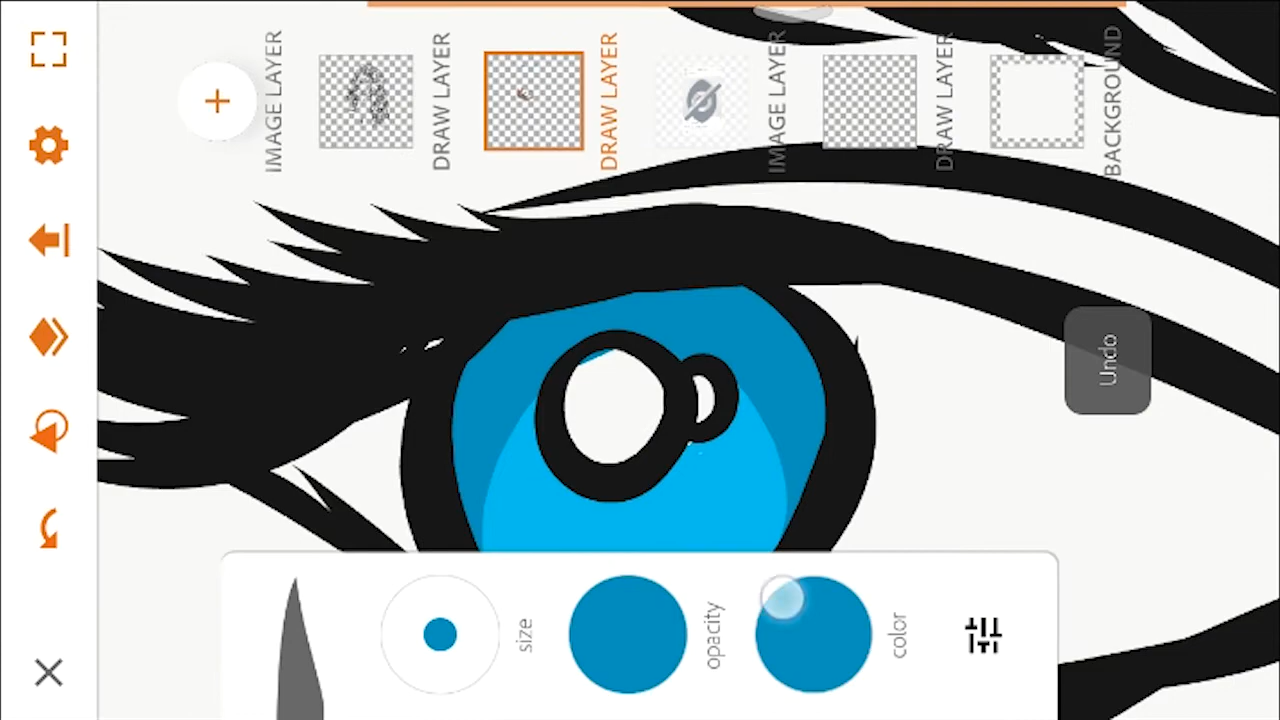 IMAGE LAYER
DRAW LAYER
DRAW LAYER
IMAGE LAYER
DRAW LAYER
BACKGROUND
Undo
size
opacity
color